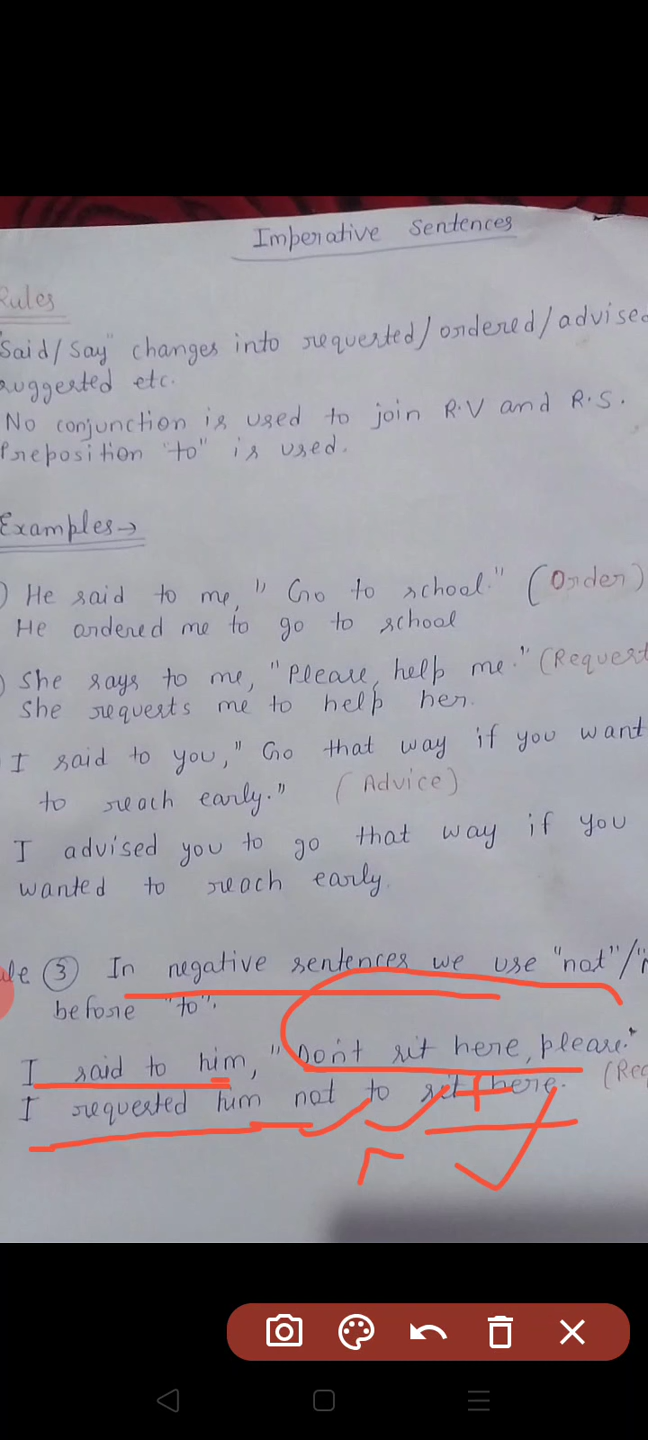 Imperative Sentences
Rules
"Said/Say" changes into requested/ordered/advised
suggested etc.
No conjunction is used to join R.V and R.S.
Preposition "to" is used.
Examples→
) He said to me, "Go to school." (Order)
He ordered me to go to school
) She says to me, "Please, help me." (Request
She requests me to help her.
I said to you, "Go that way if you want
to reach early." (Advice)
I advised you to go that way if you
wanted to reach early.
③ In negative sentences we use "not"/
before "to".
I said to him, "Don't sit here, please."
I requested him not to sit here. (Req